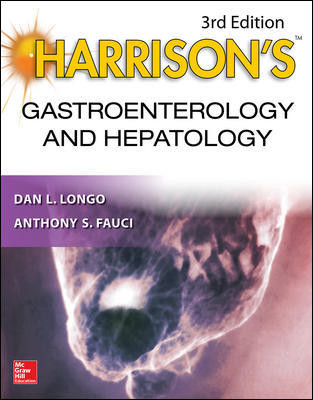 3rd Edition
HARRISON'S™
GASTROENTEROLOGY
AND HEPATOLOGY
DAN L. LONGO
ANTHONY S. FAUCI
Mc
Graw
Hill
Education